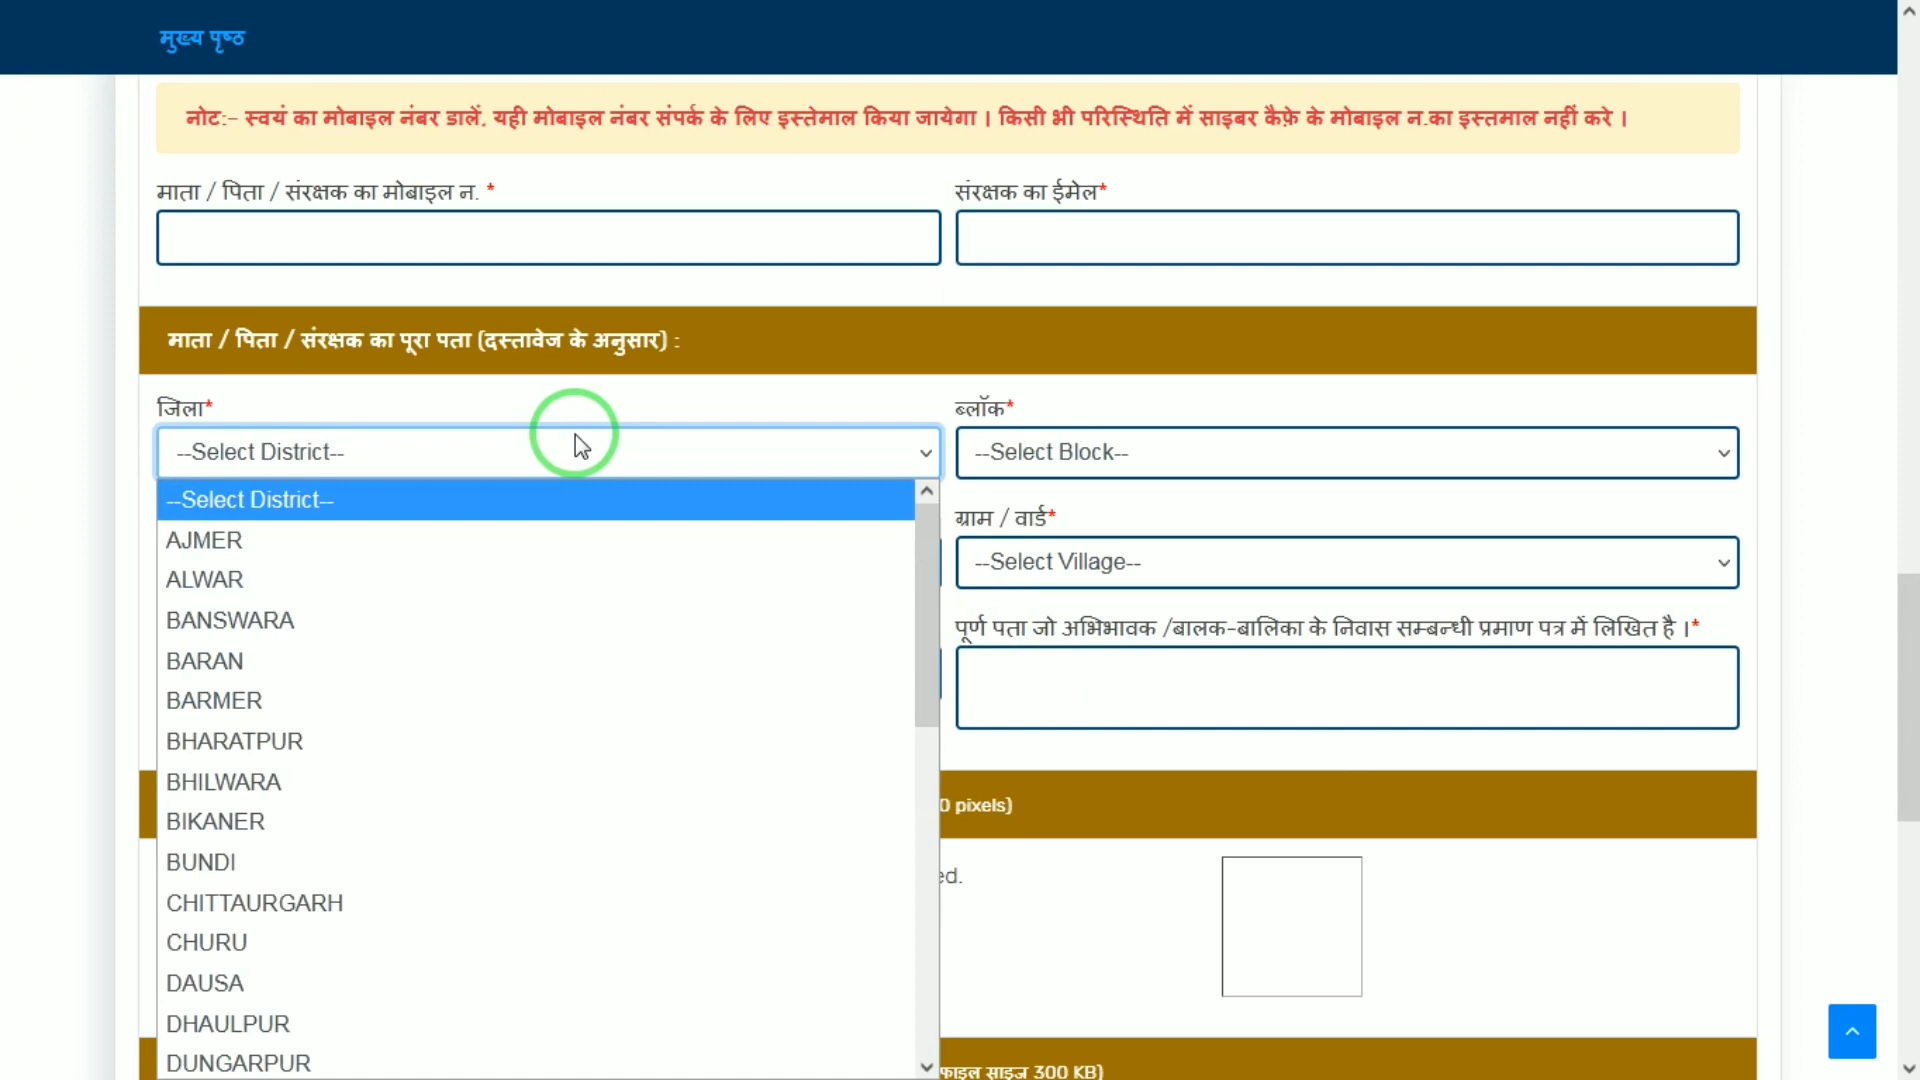 मुख्य पृष्ठ
नोट:- स्वयं का मोबाइल नंबर डालें, यही मोबाइल नंबर संपर्क के लिए इस्तेमाल किया जायेगा । किसी भी परिस्थिति में साइबर कैफ़े के मोबाइल न.का इस्तमाल नहीं करे ।
माता / पिता / संरक्षक का मोबाइल न. *
संरक्षक का ईमेल*
माता / पिता / संरक्षक का पूरा पता (दस्तावेज के अनुसार) :
जिला*
ब्लॉक*
--Select District--
--Select Block--
--Select District--
ग्राम / वार्ड*
AJMER
--Select Village--
ALWAR
BANSWARA
पूर्ण पता जो अभिभावक /बालक-बालिका के निवास सम्बन्धी प्रमाण पत्र में लिखित है ।*
BARAN
BARMER
BHARATPUR
BHILWARA
0 pixels)
BIKANER
BUNDI
ed.
CHITTAURGARH
CHURU
DAUSA
DHAULPUR
DUNGARPUR
फाइल साइज 300 KB)